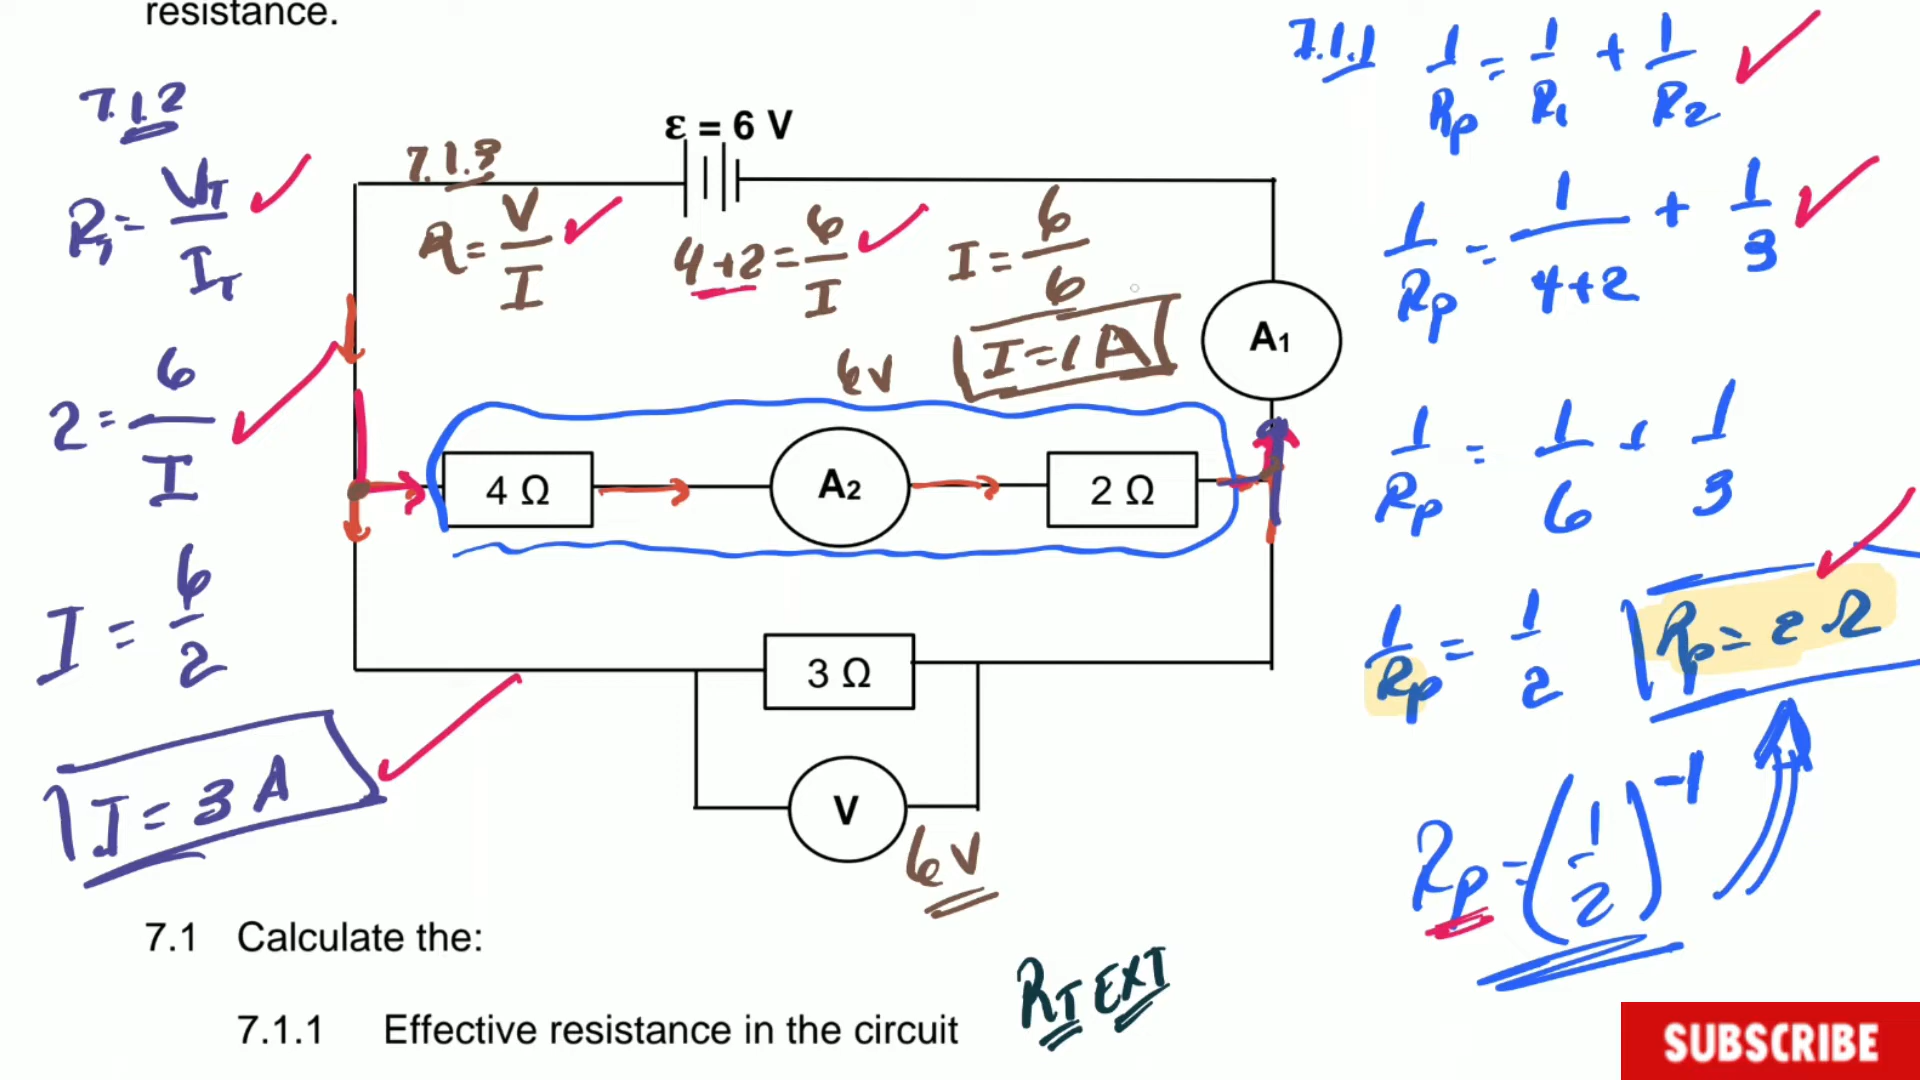 resistance.
7.1.2
R_T = V_T / I_T
2 = 6 / I
I = 6 / 2
I = 3 A
ε = 6 V
7.1.3
R = V / I
4+2 = 6 / I
I = 6 / 6
I = 1 A
6V
A₁
4 Ω
A₂
2 Ω
3 Ω
V
6V
7.1.1
1/Rp = 1/R1 + 1/R2
1/Rp = 1/(4+2) + 1/3
1/Rp = 1/6 + 1/3
1/Rp = 1/2
Rp = 2 Ω
Rp = (1/2)^-1
7.1 Calculate the:
7.1.1 Effective resistance in the circuit
RT EXT
SUBSCRIBE